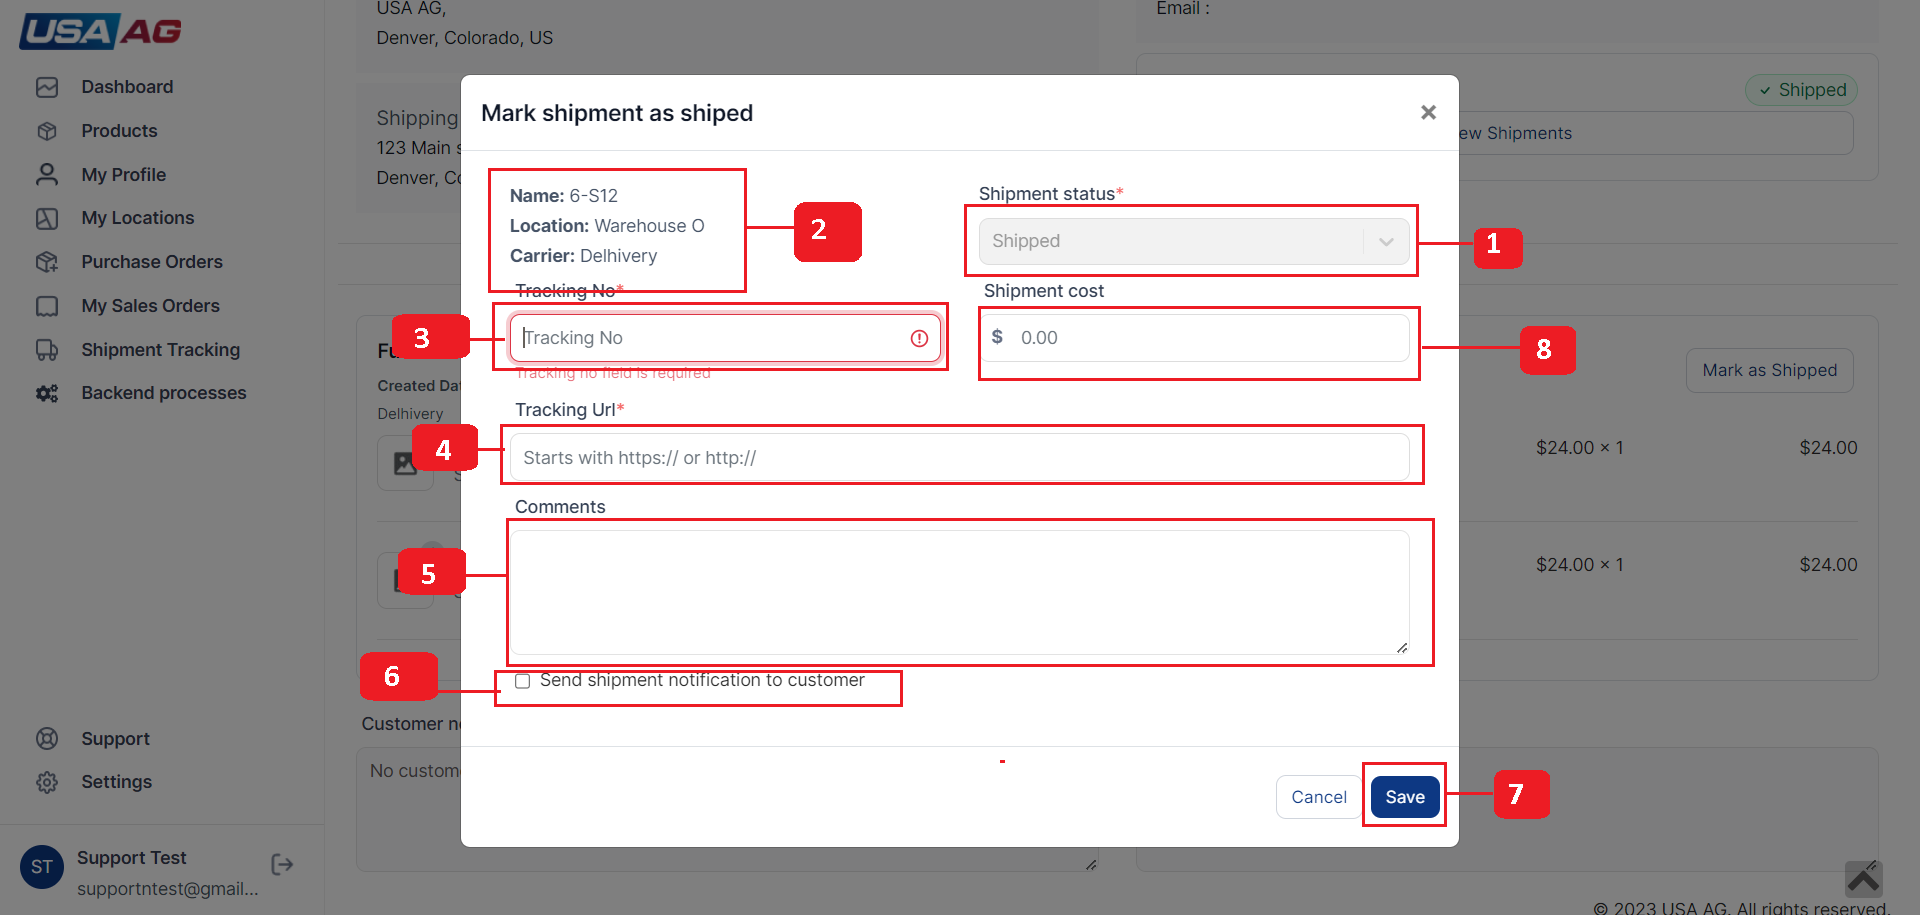 USA AG
Dashboard
Products
My Profile
My Locations
Purchase Orders
My Sales Orders
Shipment Tracking
Backend processes
Support
Settings
ST
Support Test
supportntest@gmail...
USA AG,
Denver, Colorado, US
Shipping
123 Main
Denver,
Email :
Shipped
Shipments
Mark shipment as shiped
×
Name: 6-S12
Location: Warehouse O
Carrier: Delhivery
2
Shipment status*
Shipped
1
Tracking No*
Tracking No
3
Tracking no field is required
Shipment cost
$ 0.00
8
Tracking Url*
Starts with https:// or http://
4
Comments
5
Send shipment notification to customer
6
Cancel
Save
7
Created
Delhivery
Mark as Shipped
$24.00 × 1
$24.00
$24.00 × 1
$24.00
Customer
No
© 2023 USA AG. All rights reserved.